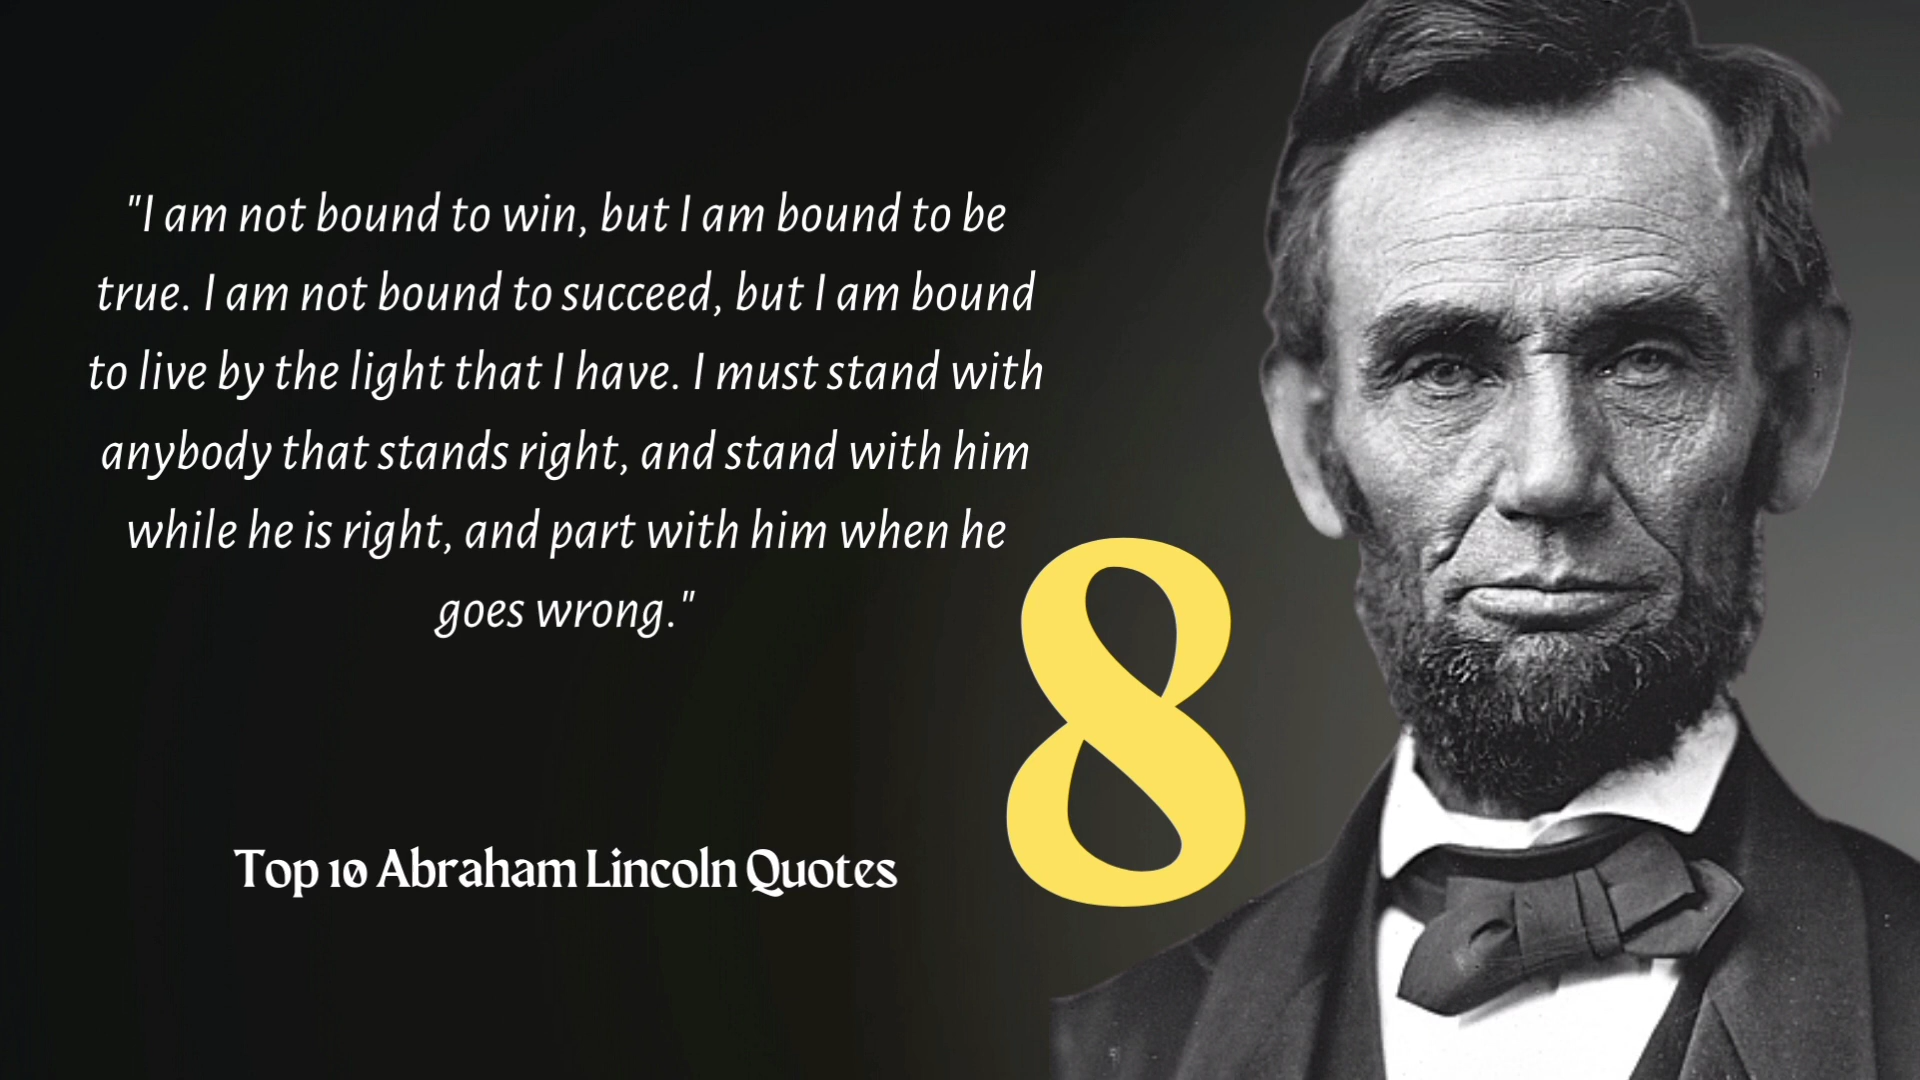 "I am not bound to win, but I am bound to be
true. I am not bound to succeed, but I am bound
to live by the light that I have. I must stand with
anybody that stands right, and stand with him
while he is right, and part with him when he
goes wrong."
8
Top 10 Abraham Lincoln Quotes